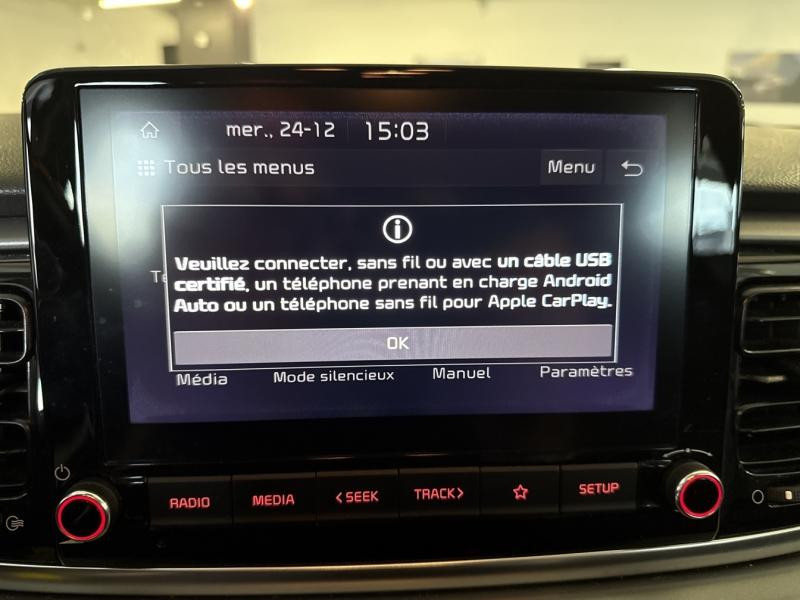 mer., 24-12 15:03
Tous les menus Menu
Veuillez connecter, sans fil ou avec un câble USB
certifié, un téléphone prenant en charge Android
Auto ou un téléphone sans fil pour Apple CarPlay.
OK
Média Mode silencieux Manuel Paramètres
RADIO MEDIA <SEEK TRACK> SETUP